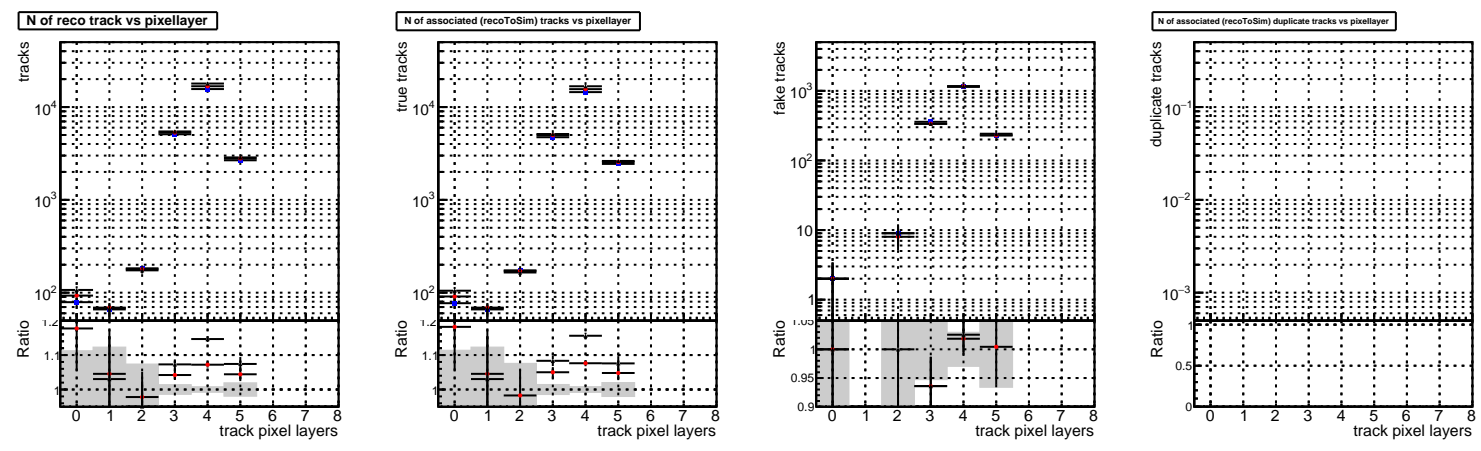 N of reco track vs pixellayer
tracks
10^4
10^3
10^2
Ratio
1.2
1.1
1
0 1 2 3 4 5 6 7 8
track pixel layers
N of associated (recoToSim) tracks vs pixellayer
true tracks
10^4
10^3
10^2
Ratio
1.2
1.1
1
0 1 2 3 4 5 6 7 8
track pixel layers
fake tracks
10^3
10^2
10
1
Ratio
1.05
1
0.95
0.9
0 1 2 3 4 5 6 7 8
track pixel layers
N of associated (recoToSim) duplicate tracks vs pixellayer
duplicate tracks
10^-1
10^-2
10^-3
Ratio
1
0.5
0
0 1 2 3 4 5 6 7 8
track pixel layers